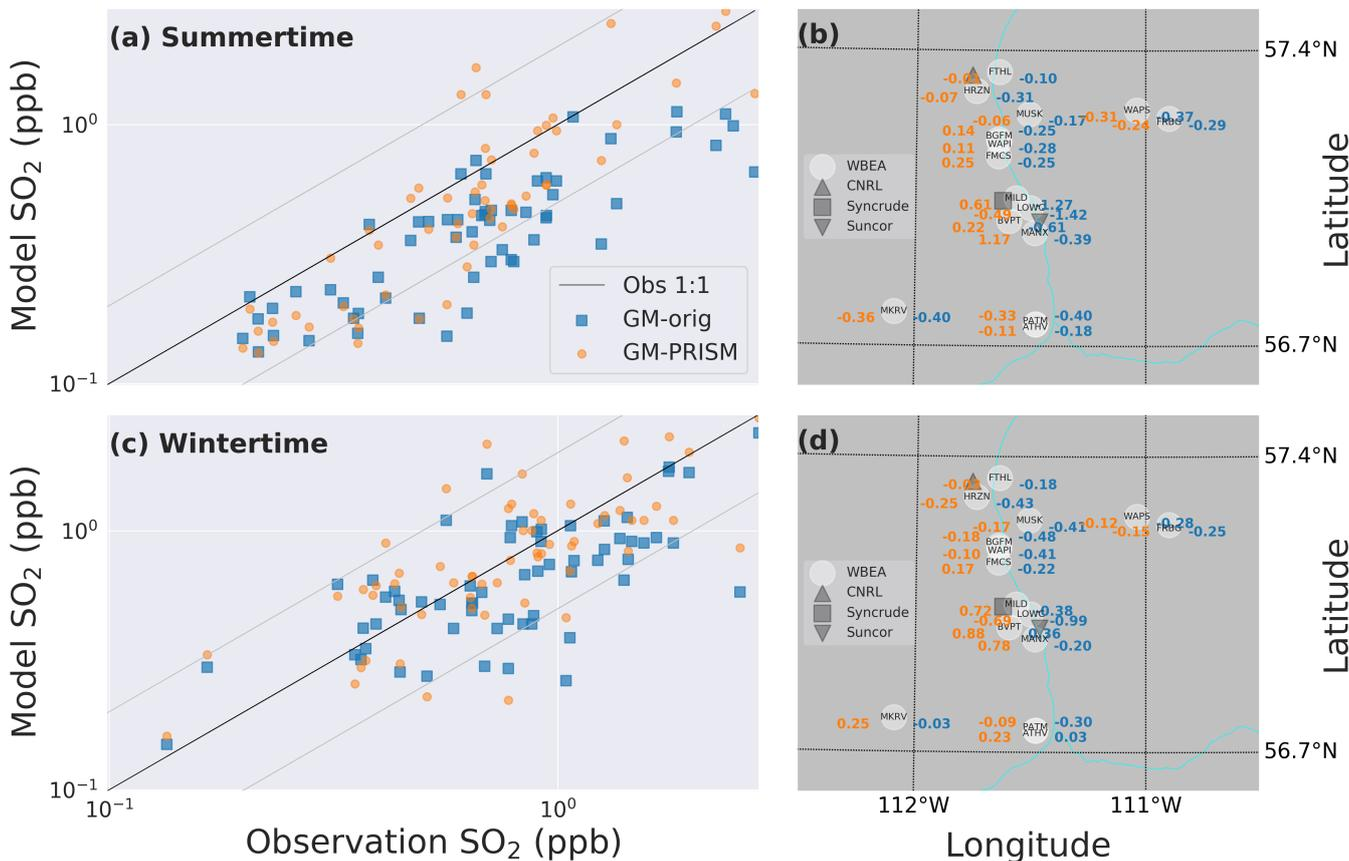 (a) Summertime
Model SO2 (ppb)
10^0
10^-1
Obs 1:1
GM-orig
GM-PRISM
(b)
57.4°N
FTHL
-0.10
HRZN
-0.07
-0.31
MUSK
-0.06
-0.17
WAPS
-0.31
-0.37
-0.24
FRBG
-0.29
BGFM
0.14
-0.25
WAPI
0.11
-0.28
FMCS
0.25
-0.25
WBEA
CNRL
Syncrude
Suncor
MILD
0.61
-1.27
LOWC
-0.49
-1.42
BVPT
0.22
-0.61
MANX
1.17
-0.39
MKRV
-0.36
-0.40
-0.33
PATM
-0.40
-0.11
ATHV
-0.18
56.7°N
Latitude
(c) Wintertime
Model SO2 (ppb)
10^0
10^-1
10^-1
10^0
Observation SO2 (ppb)
(d)
57.4°N
FTHL
-0.18
HRZN
-0.25
-0.43
MUSK
-0.17
-0.41
WAPS
-0.12
-0.28
-0.15
FRBG
-0.25
BGFM
-0.18
-0.48
WAPI
-0.10
-0.41
FMCS
0.17
-0.22
WBEA
CNRL
Syncrude
Suncor
MILD
0.72
-0.38
LOWC
-0.69
-0.99
BVPT
0.88
0.36
MANX
0.78
-0.20
MKRV
0.25
-0.03
-0.09
PATM
-0.30
0.23
ATHV
0.03
56.7°N
Latitude
112°W
111°W
Longitude